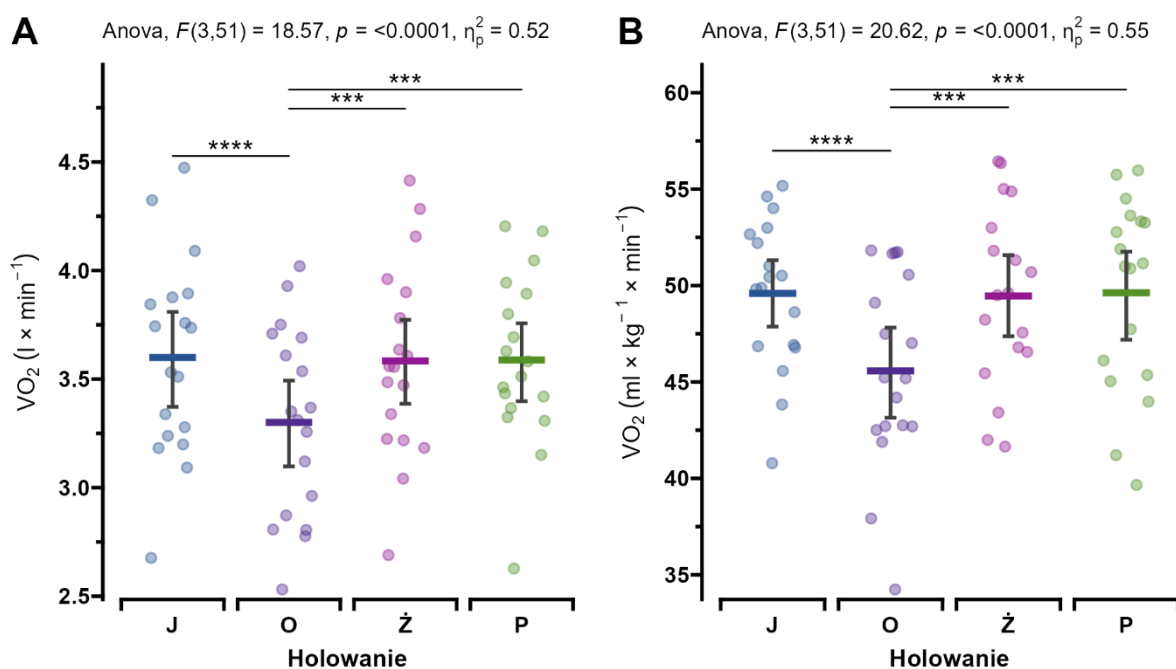 A
Anova, F(3,51) = 18.57, p = <0.0001, η²ₚ = 0.52
***
***
****
VO₂ (l × min⁻¹)
4.5
4.0
3.5
3.0
2.5
J O Ż P
Holowanie
B
Anova, F(3,51) = 20.62, p = <0.0001, η²ₚ = 0.55
***
***
****
VO₂ (ml × kg⁻¹ × min⁻¹)
60
55
50
45
40
35
J O Ż P
Holowanie